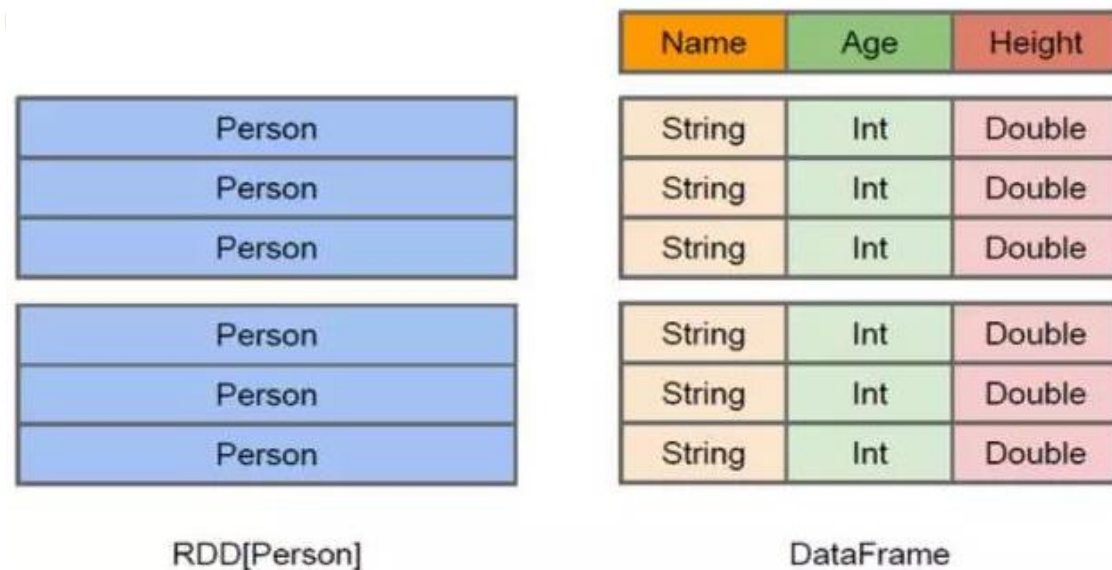 Name Age Height
Person String Int Double
Person String Int Double
Person String Int Double
Person String Int Double
Person String Int Double
Person String Int Double
RDD[Person] DataFrame